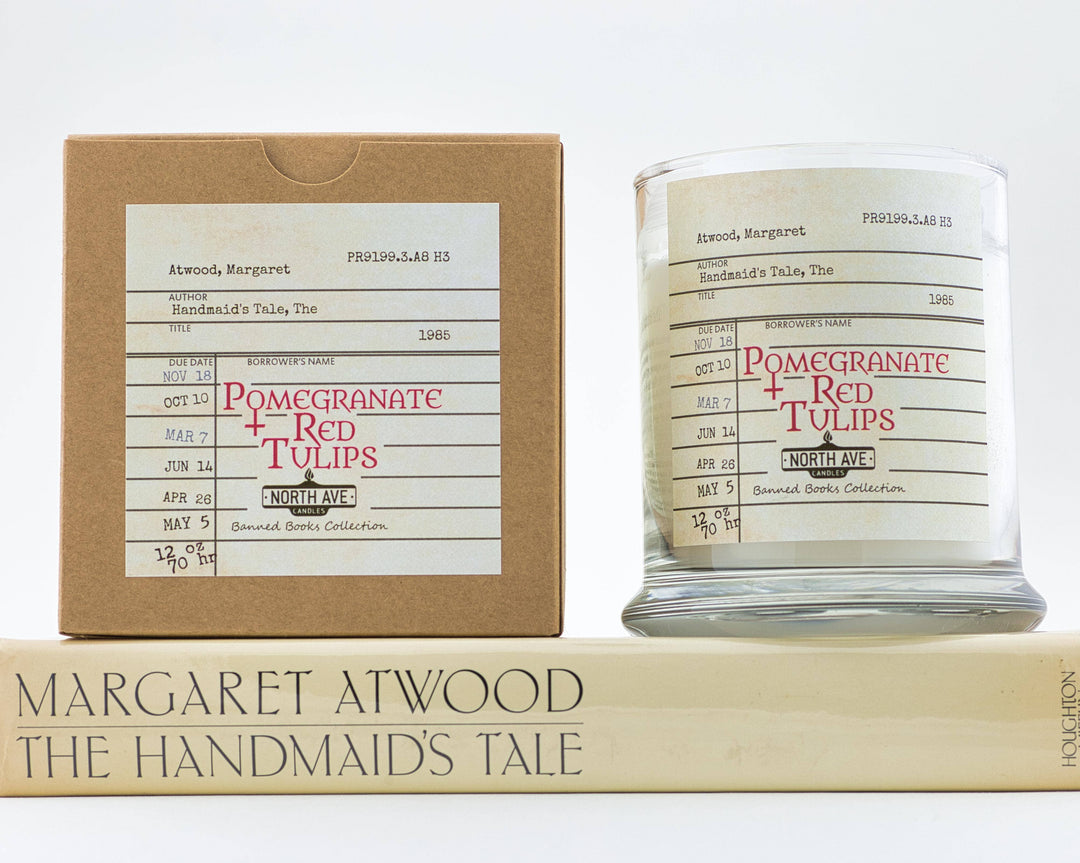 Atwood, Margaret
PR9199.3.A8 H3
AUTHOR
Handmaid's Tale, The
TITLE
1985
DUE DATE
BORROWER'S NAME
NOV 18
OCT 10
MAR 7
JUN 14
APR 26
MAY 5
12 oz
70 hr
POMEGRANATE
& RED
TULIPS
· NORTH AVE ·
CANDLES
Banned Books Collection
Atwood, Margaret
PR9199.3.A8 H3
AUTHOR
Handmaid's Tale, The
TITLE
1985
DUE DATE
BORROWER'S NAME
NOV 18
OCT 10
MAR 7
JUN 14
APR 26
MAY 5
12 oz
70 hr
POMEGRANATE
& RED
TULIPS
· NORTH AVE ·
CANDLES
Banned Books Collection
MARGARET ATWOOD
THE HANDMAID'S TALE
HOUGHTON